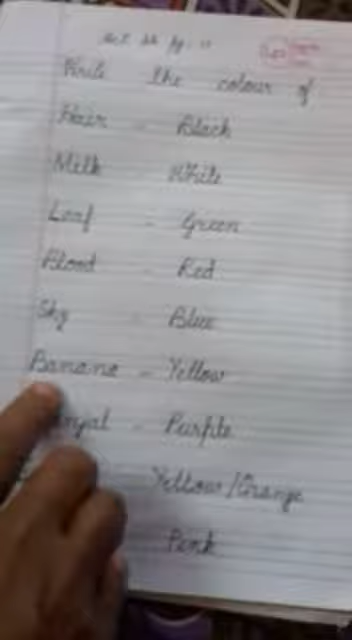 Write the colour of
Hair - Black
Milk - White
Leaf - Green
Blood - Red
Sky - Blue
Banana - Yellow
njal - Purple
Yellow/Orange
Pink